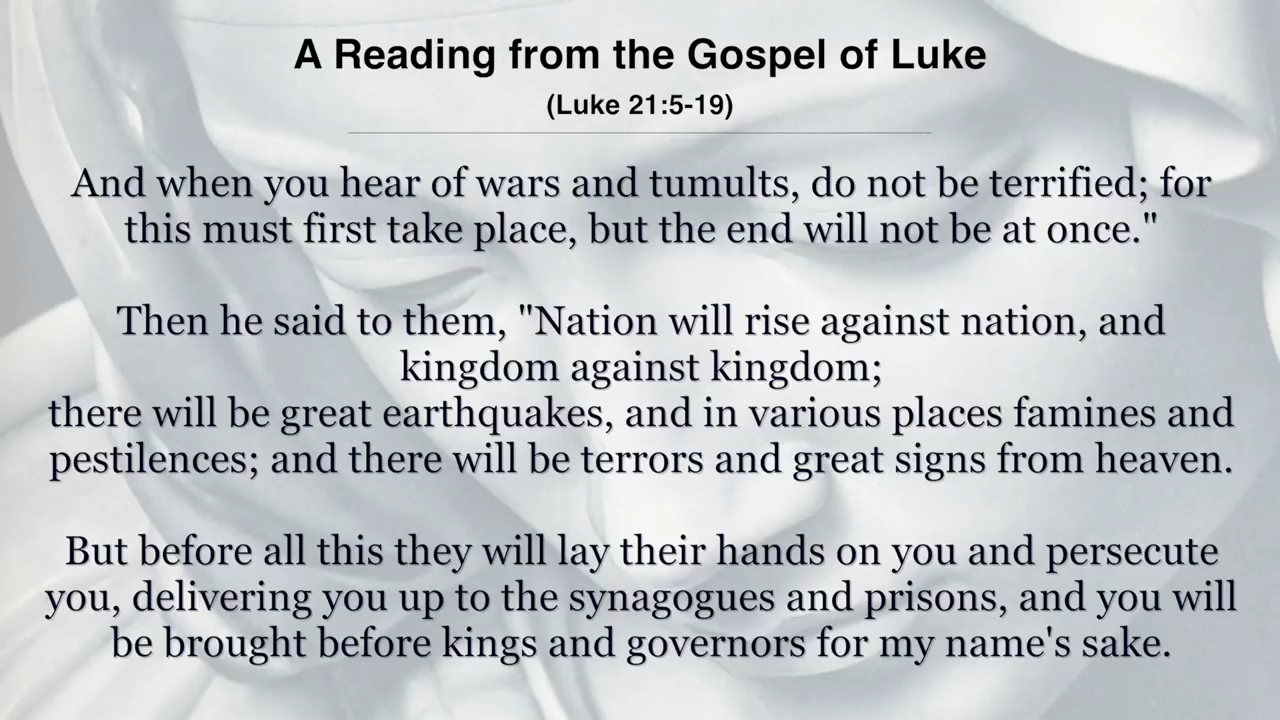 A Reading from the Gospel of Luke
(Luke 21:5-19)
And when you hear of wars and tumults, do not be terrified; for
this must first take place, but the end will not be at once."
Then he said to them, "Nation will rise against nation, and
kingdom against kingdom;
there will be great earthquakes, and in various places famines and
pestilences; and there will be terrors and great signs from heaven.
But before all this they will lay their hands on you and persecute
you, delivering you up to the synagogues and prisons, and you will
be brought before kings and governors for my name's sake.